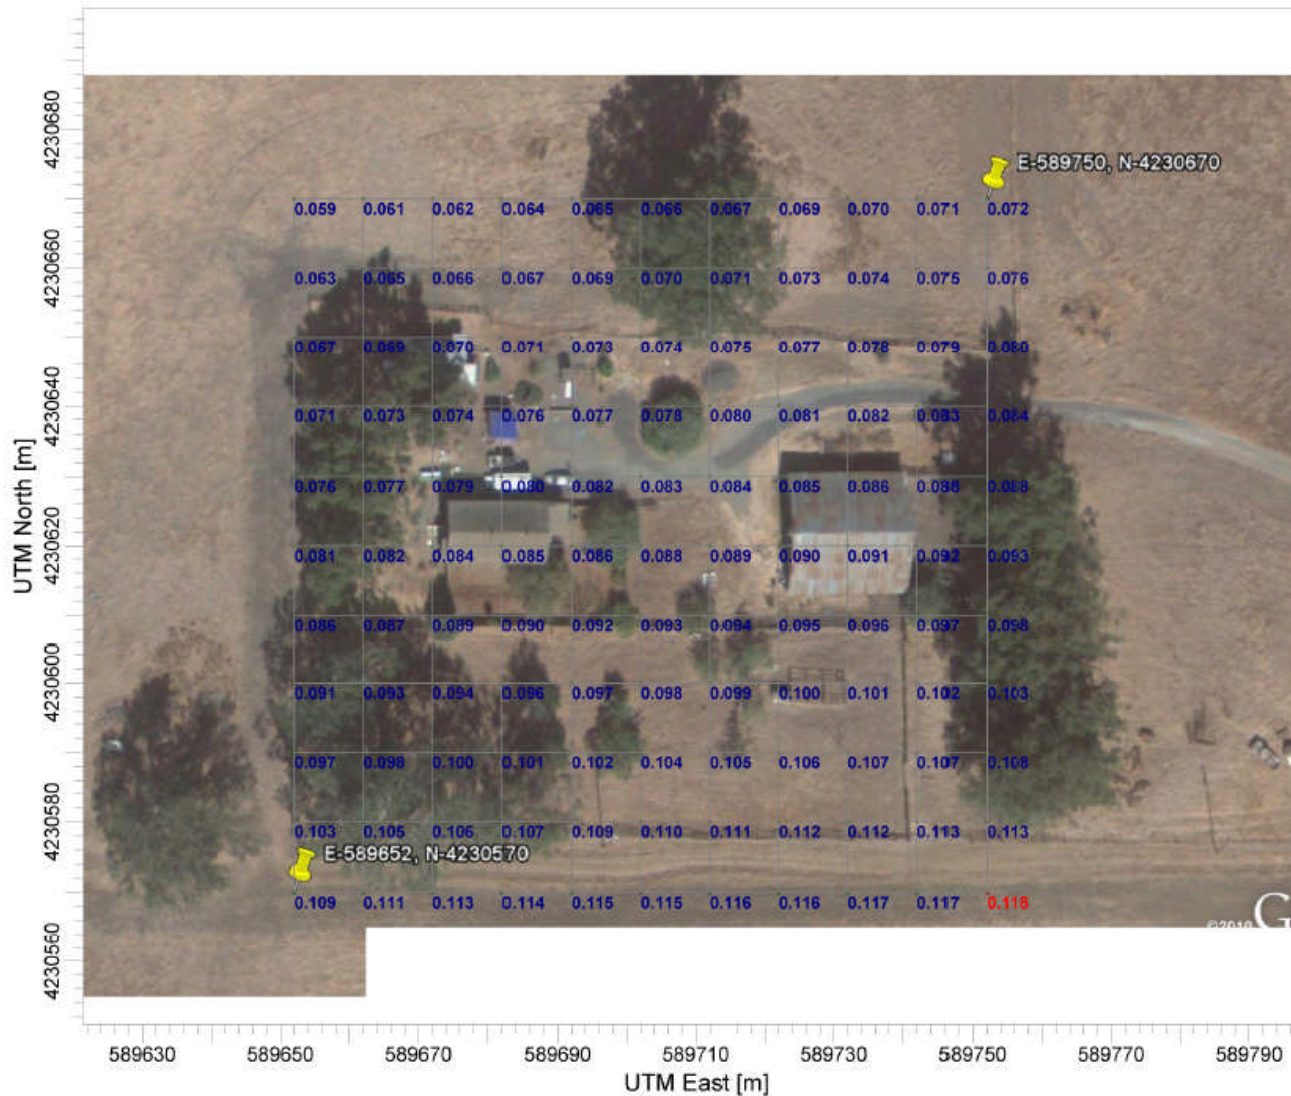 4230680
E-589750, N-4230670
0.059 0.061 0.062 0.064 0.065 0.066 0.067 0.069 0.070 0.071 0.072
4230660
0.063 0.065 0.066 0.067 0.069 0.070 0.071 0.073 0.074 0.075 0.076
0.067 0.069 0.070 0.071 0.073 0.074 0.075 0.077 0.078 0.079 0.080
4230640
0.071 0.073 0.074 0.076 0.077 0.078 0.080 0.081 0.082 0.083 0.084
0.076 0.077 0.079 0.080 0.082 0.083 0.084 0.085 0.086 0.088 0.088
UTM North [m]
4230620
0.081 0.082 0.084 0.085 0.086 0.088 0.089 0.090 0.091 0.092 0.093
0.086 0.087 0.089 0.090 0.092 0.093 0.094 0.095 0.096 0.097 0.098
4230600
0.091 0.093 0.094 0.096 0.097 0.098 0.099 0.100 0.101 0.102 0.103
0.097 0.098 0.100 0.101 0.102 0.104 0.105 0.106 0.107 0.107 0.108
4230580
0.103 0.105 0.106 0.107 0.109 0.110 0.111 0.112 0.112 0.113 0.113
E-589652, N-4230570
0.109 0.111 0.113 0.114 0.115 0.115 0.116 0.116 0.117 0.117 0.118
©2010 G
4230560
589630 589650 589670 589690 589710 589730 589750 589770 589790
UTM East [m]